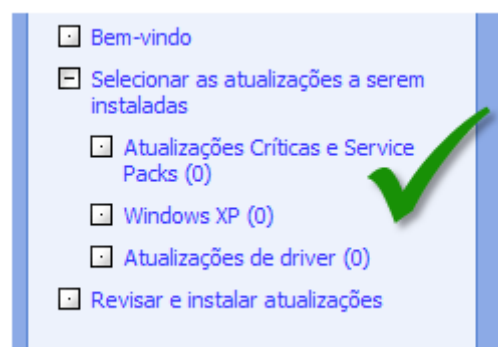 Bem-vindo
Selecionar as atualizações a serem
instaladas
Atualizações Críticas e Service
Packs (0)
Windows XP (0)
Atualizações de driver (0)
Revisar e instalar atualizações